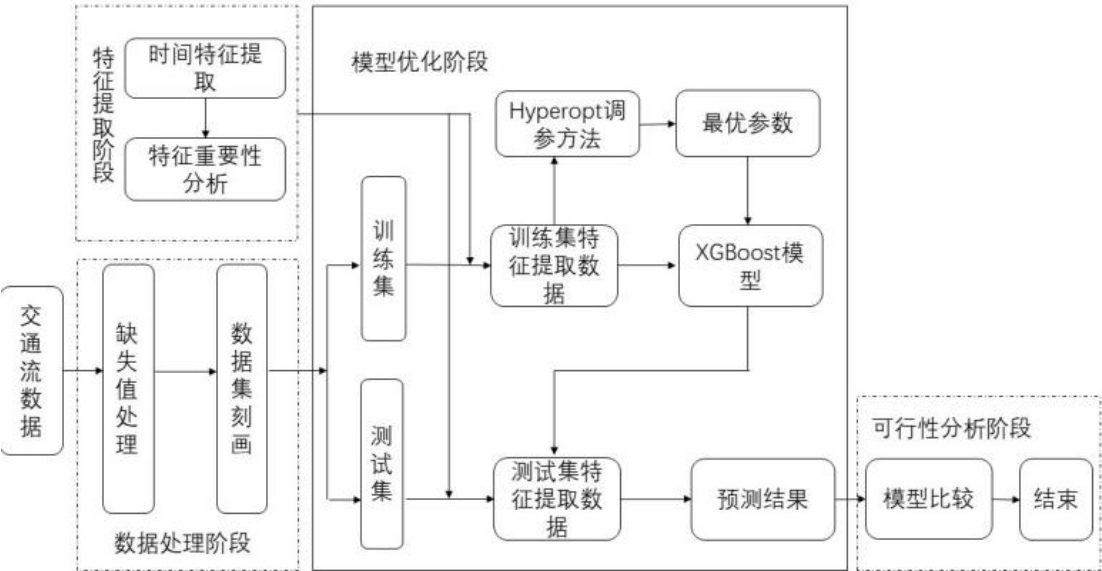 特征提取阶段
时间特征提
取
特征重要性
分析
模型优化阶段
Hyperopt调
参方法
最优参数
训练集
训练集特
征提取数
据
XGBoost模
型
交通流数据
缺失值处理
数据集刻画
数据处理阶段
测试集
测试集特
征提取数
据
预测结果
可行性分析阶段
模型比较
结束